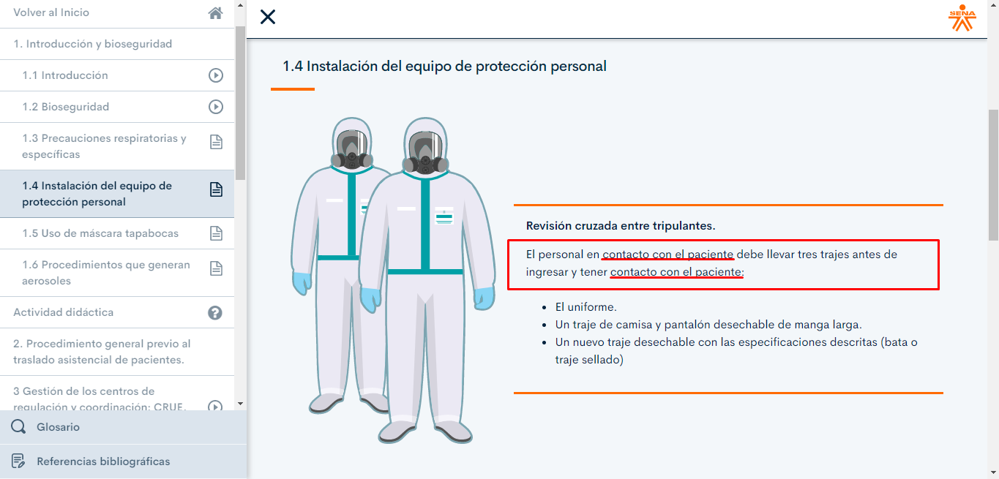 Volver al Inicio
1. Introducción y bioseguridad
1.1 Introducción
1.2 Bioseguridad
1.3 Precauciones respiratorias y
específicas
1.4 Instalación del equipo de
protección personal
1.5 Uso de máscara tapabocas
1.6 Procedimientos que generan
aerosoles
Actividad didáctica
2. Procedimiento general previo al
traslado asistencial de pacientes.
3 Gestión de los centros de
regulación y coordinación: CRUE,
Glosario
Referencias bibliográficas
SENA
1.4 Instalación del equipo de protección personal
Revisión cruzada entre tripulantes.
El personal en contacto con el paciente debe llevar tres trajes antes de
ingresar y tener contacto con el paciente:
• El uniforme.
• Un traje de camisa y pantalón desechable de manga larga.
• Un nuevo traje desechable con las especificaciones descritas (bata o
traje sellado)